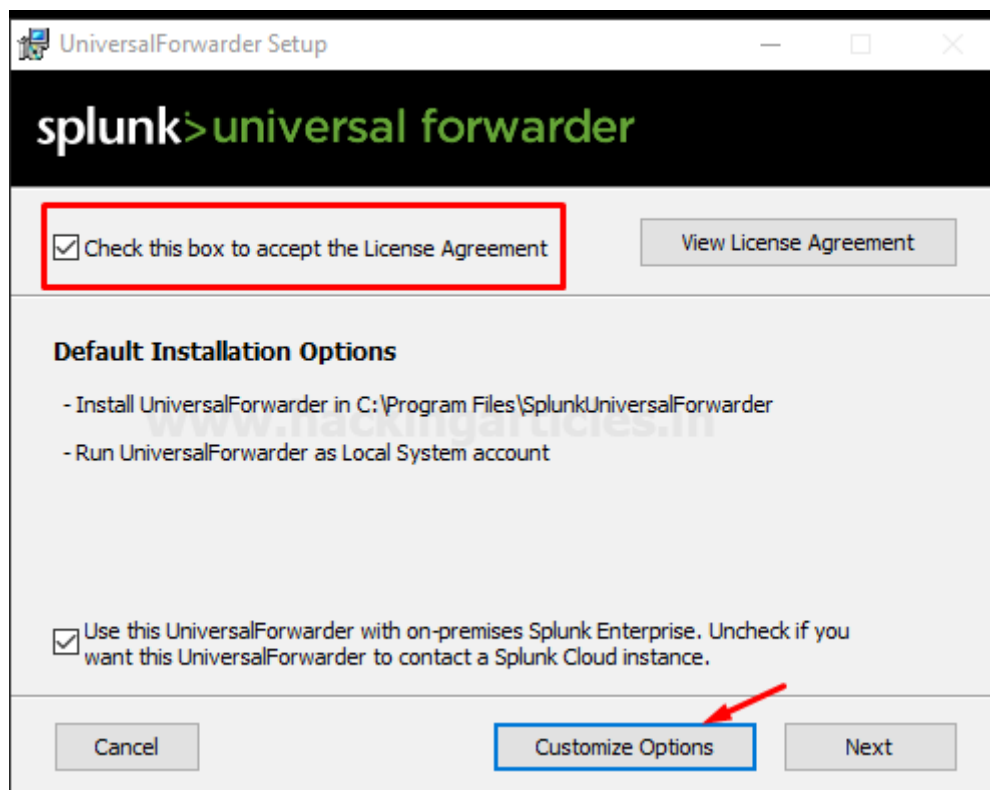 UniversalForwarder Setup
splunk>universal forwarder
Check this box to accept the License Agreement
View License Agreement
Default Installation Options
- Install UniversalForwarder in C:\Program Files\SplunkUniversalForwarder
www.hackingarticles.in
- Run UniversalForwarder as Local System account
Use this UniversalForwarder with on-premises Splunk Enterprise. Uncheck if you
want this UniversalForwarder to contact a Splunk Cloud instance.
Cancel
Customize Options
Next